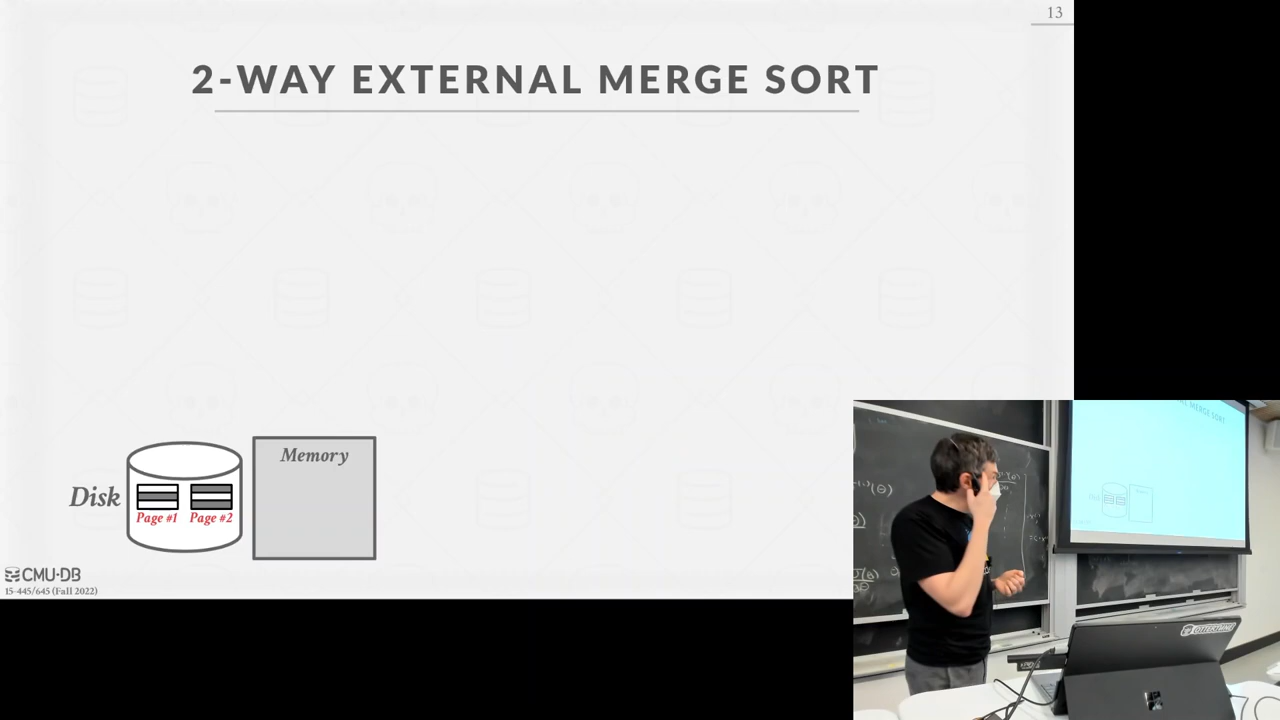 13
2-WAY EXTERNAL MERGE SORT
Memory
Disk
Page #1 Page #2
CMU·DB
15-445/645 (Fall 2022)